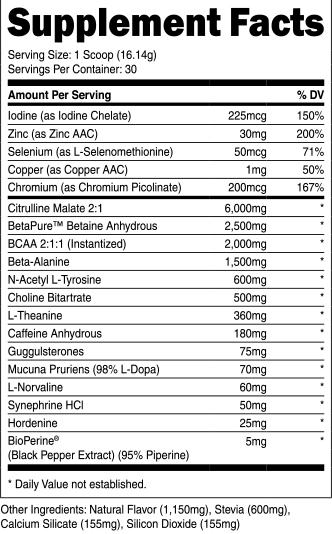 Supplement Facts
Serving Size: 1 Scoop (16.14g)
Servings Per Container: 30
Amount Per Serving % DV
Iodine (as Iodine Chelate) 225mcg 150%
Zinc (as Zinc AAC) 30mg 200%
Selenium (as L-Selenomethionine) 50mcg 71%
Copper (as Copper AAC) 1mg 50%
Chromium (as Chromium Picolinate) 200mcg 167%
Citrulline Malate 2:1 6,000mg *
BetaPure™ Betaine Anhydrous 2,500mg *
BCAA 2:1:1 (Instantized) 2,000mg *
Beta-Alanine 1,500mg *
N-Acetyl L-Tyrosine 600mg *
Choline Bitartrate 500mg *
L-Theanine 360mg *
Caffeine Anhydrous 180mg *
Guggulsterones 75mg *
Mucuna Pruriens (98% L-Dopa) 70mg *
L-Norvaline 60mg *
Synephrine HCl 50mg *
Hordenine 25mg *
BioPerine® 5mg *
(Black Pepper Extract) (95% Piperine)
* Daily Value not established.
Other Ingredients: Natural Flavor (1,150mg), Stevia (600mg),
Calcium Silicate (155mg), Silicon Dioxide (155mg)